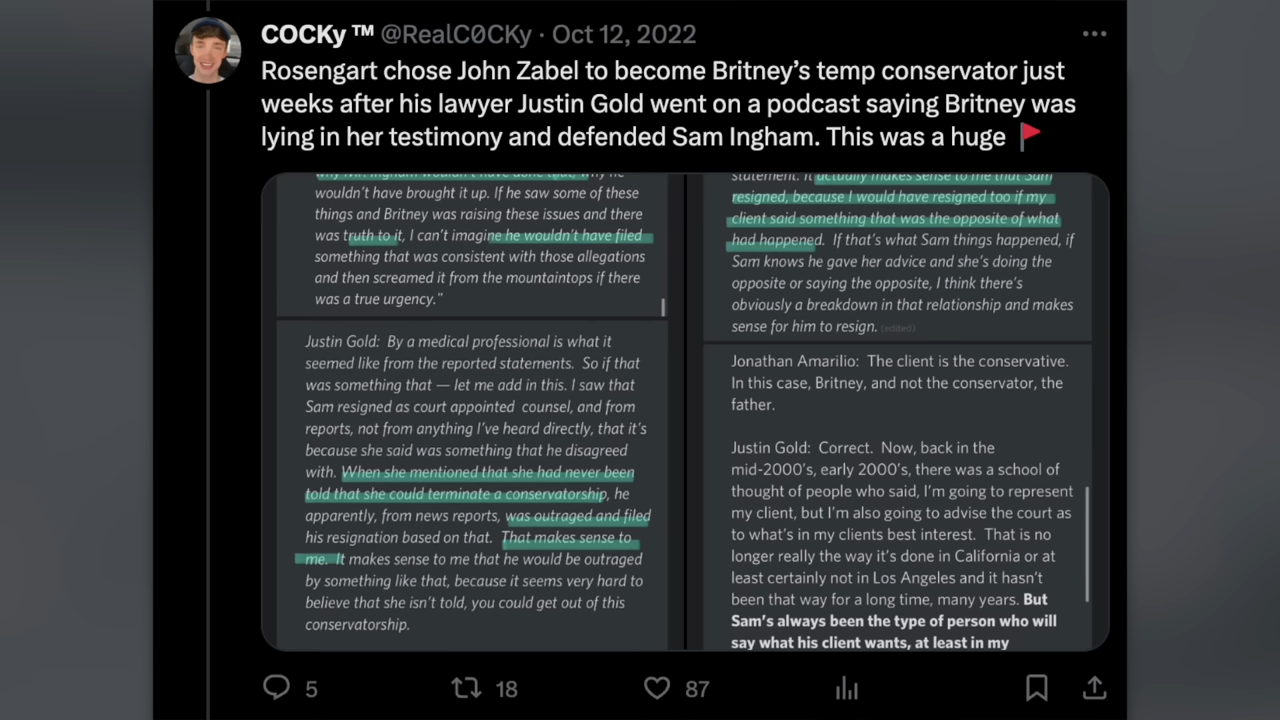 COCKy ™ @RealC0CKy · Oct 12, 2022
Rosengart chose John Zabel to become Britney’s temp conservator just
weeks after his lawyer Justin Gold went on a podcast saying Britney was
lying in her testimony and defended Sam Ingham. This was a huge 🚩
why Mr. Ingham wouldn't have done that, why he
wouldn't have brought it up. If he saw some of these
things and Britney was raising these issues and there
was truth to it, I can't imagine he wouldn't have filed
something that was consistent with those allegations
and then screamed it from the mountaintops if there
was a true urgency."
Justin Gold: By a medical professional is what it
seemed like from the reported statements. So if that
was something that — let me add in this. I saw that
Sam resigned as court appointed counsel, and from
reports, not from anything I've heard directly, that it's
because she said was something that he disagreed
with. When she mentioned that she had never been
told that she could terminate a conservatorship, he
apparently, from news reports, was outraged and filed
his resignation based on that. That makes sense to
me. It makes sense to me that he would be outraged
by something like that, because it seems very hard to
believe that she isn't told, you could get out of this
conservatorship.
statement. It actually makes sense to me that Sam
resigned, because I would have resigned too if my
client said something that was the opposite of what
had happened. If that's what Sam things happened, if
Sam knows he gave her advice and she's doing the
opposite or saying the opposite, I think there's
obviously a breakdown in that relationship and makes
sense for him to resign. (edited)
Jonathan Amarilio: The client is the conservative.
In this case, Britney, and not the conservator, the
father.
Justin Gold: Correct. Now, back in the
mid-2000's, early 2000's, there was a school of
thought of people who said, I'm going to represent
my client, but I'm also going to advise the court as
to what's in my clients best interest. That is no
longer really the way it's done in California or at
least certainly not in Los Angeles and it hasn't
been that way for a long time, many years. But
Sam's always been the type of person who will
say what his client wants, at least in my
5
18
87